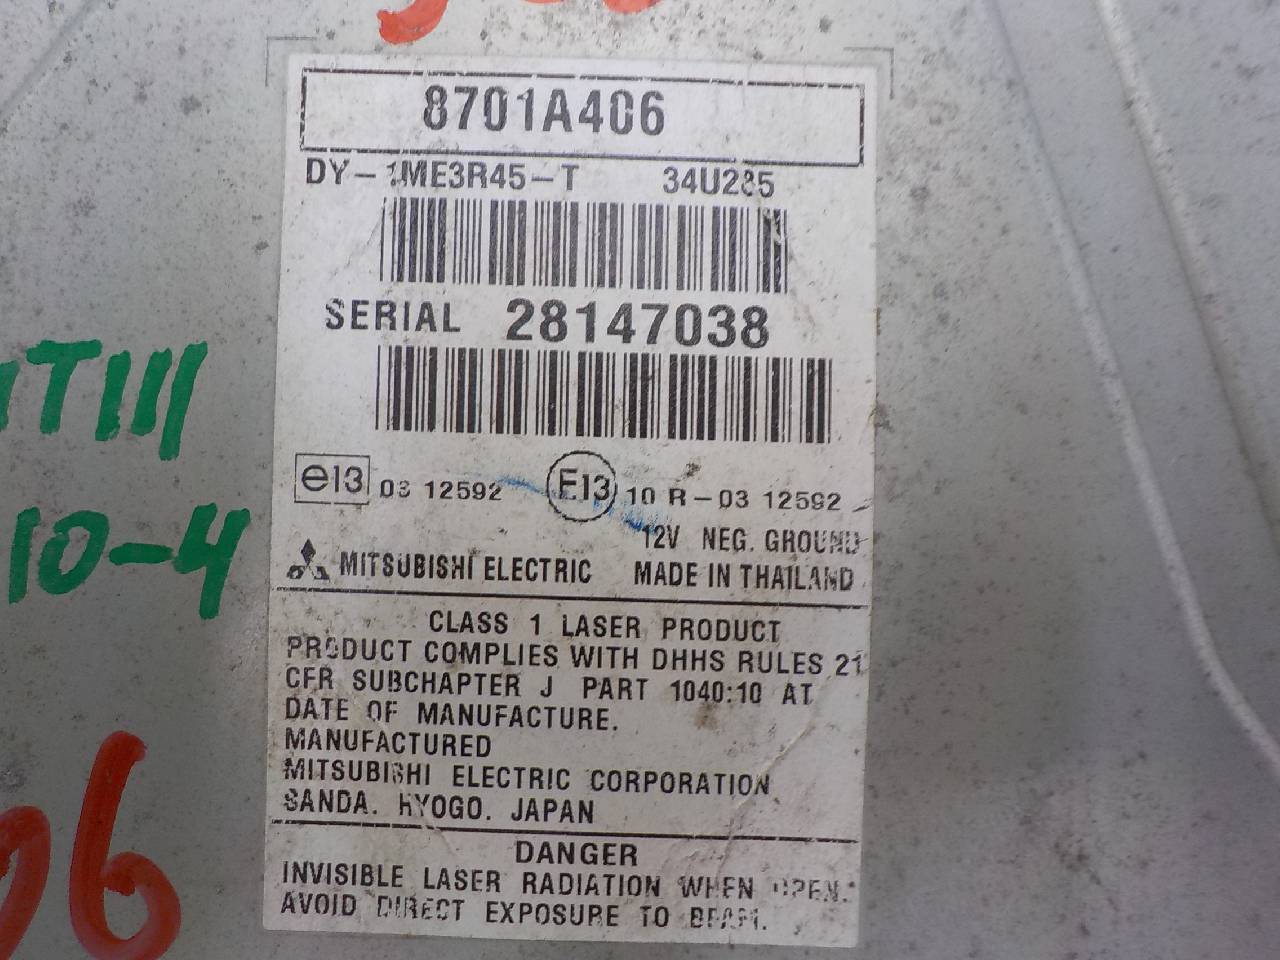 8701A406
DY-1ME3R45-T 34U285
SERIAL 28147038
e13 03 12592 E13 10 R-03 12592
12V NEG. GROUND
MITSUBISHI ELECTRIC MADE IN THAILAND
CLASS 1 LASER PRODUCT
PRODUCT COMPLIES WITH DHHS RULES 21
CFR SUBCHAPTER J PART 1040:10 AT
DATE OF MANUFACTURE.
MANUFACTURED
MITSUBISHI ELECTRIC CORPORATION
SANDA. HYOGO. JAPAN
DANGER
INVISIBLE LASER RADIATION WHEN OPEN.
AVOID DIRECT EXPOSURE TO BEAM.
10-4
06